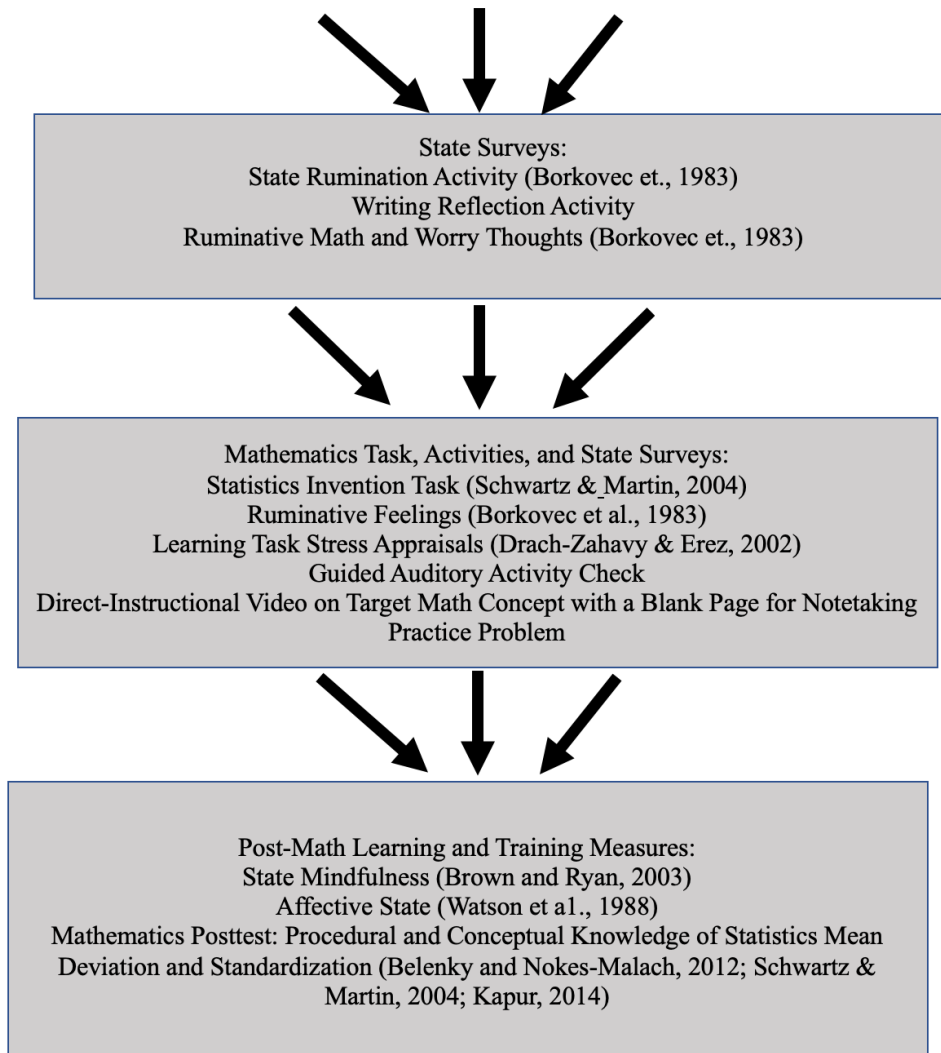 State Surveys:
State Rumination Activity (Borkovec et., 1983)
Writing Reflection Activity
Ruminative Math and Worry Thoughts (Borkovec et., 1983)
Mathematics Task, Activities, and State Surveys:
Statistics Invention Task (Schwartz & Martin, 2004)
Ruminative Feelings (Borkovec et al., 1983)
Learning Task Stress Appraisals (Drach-Zahavy & Erez, 2002)
Guided Auditory Activity Check
Direct-Instructional Video on Target Math Concept with a Blank Page for Notetaking
Practice Problem
Post-Math Learning and Training Measures:
State Mindfulness (Brown and Ryan, 2003)
Affective State (Watson et a1., 1988)
Mathematics Posttest: Procedural and Conceptual Knowledge of Statistics Mean
Deviation and Standardization (Belenky and Nokes-Malach, 2012; Schwartz &
Martin, 2004; Kapur, 2014)